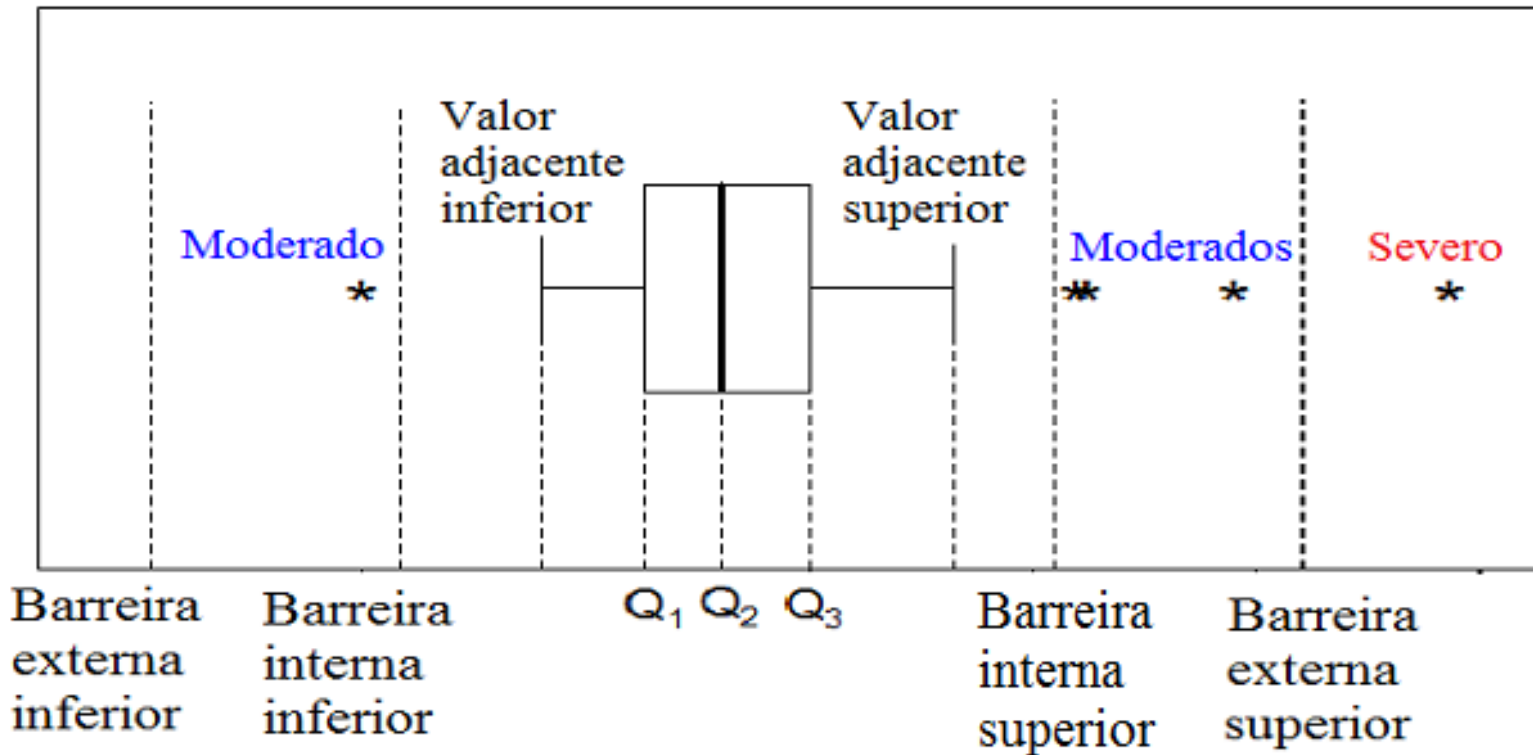 Valor
adjacente
inferior
Valor
adjacente
superior
Moderado
Moderados
Severo
Barreira
externa
inferior
Barreira
interna
inferior
Q₁ Q₂ Q₃
Barreira
interna
superior
Barreira
externa
superior